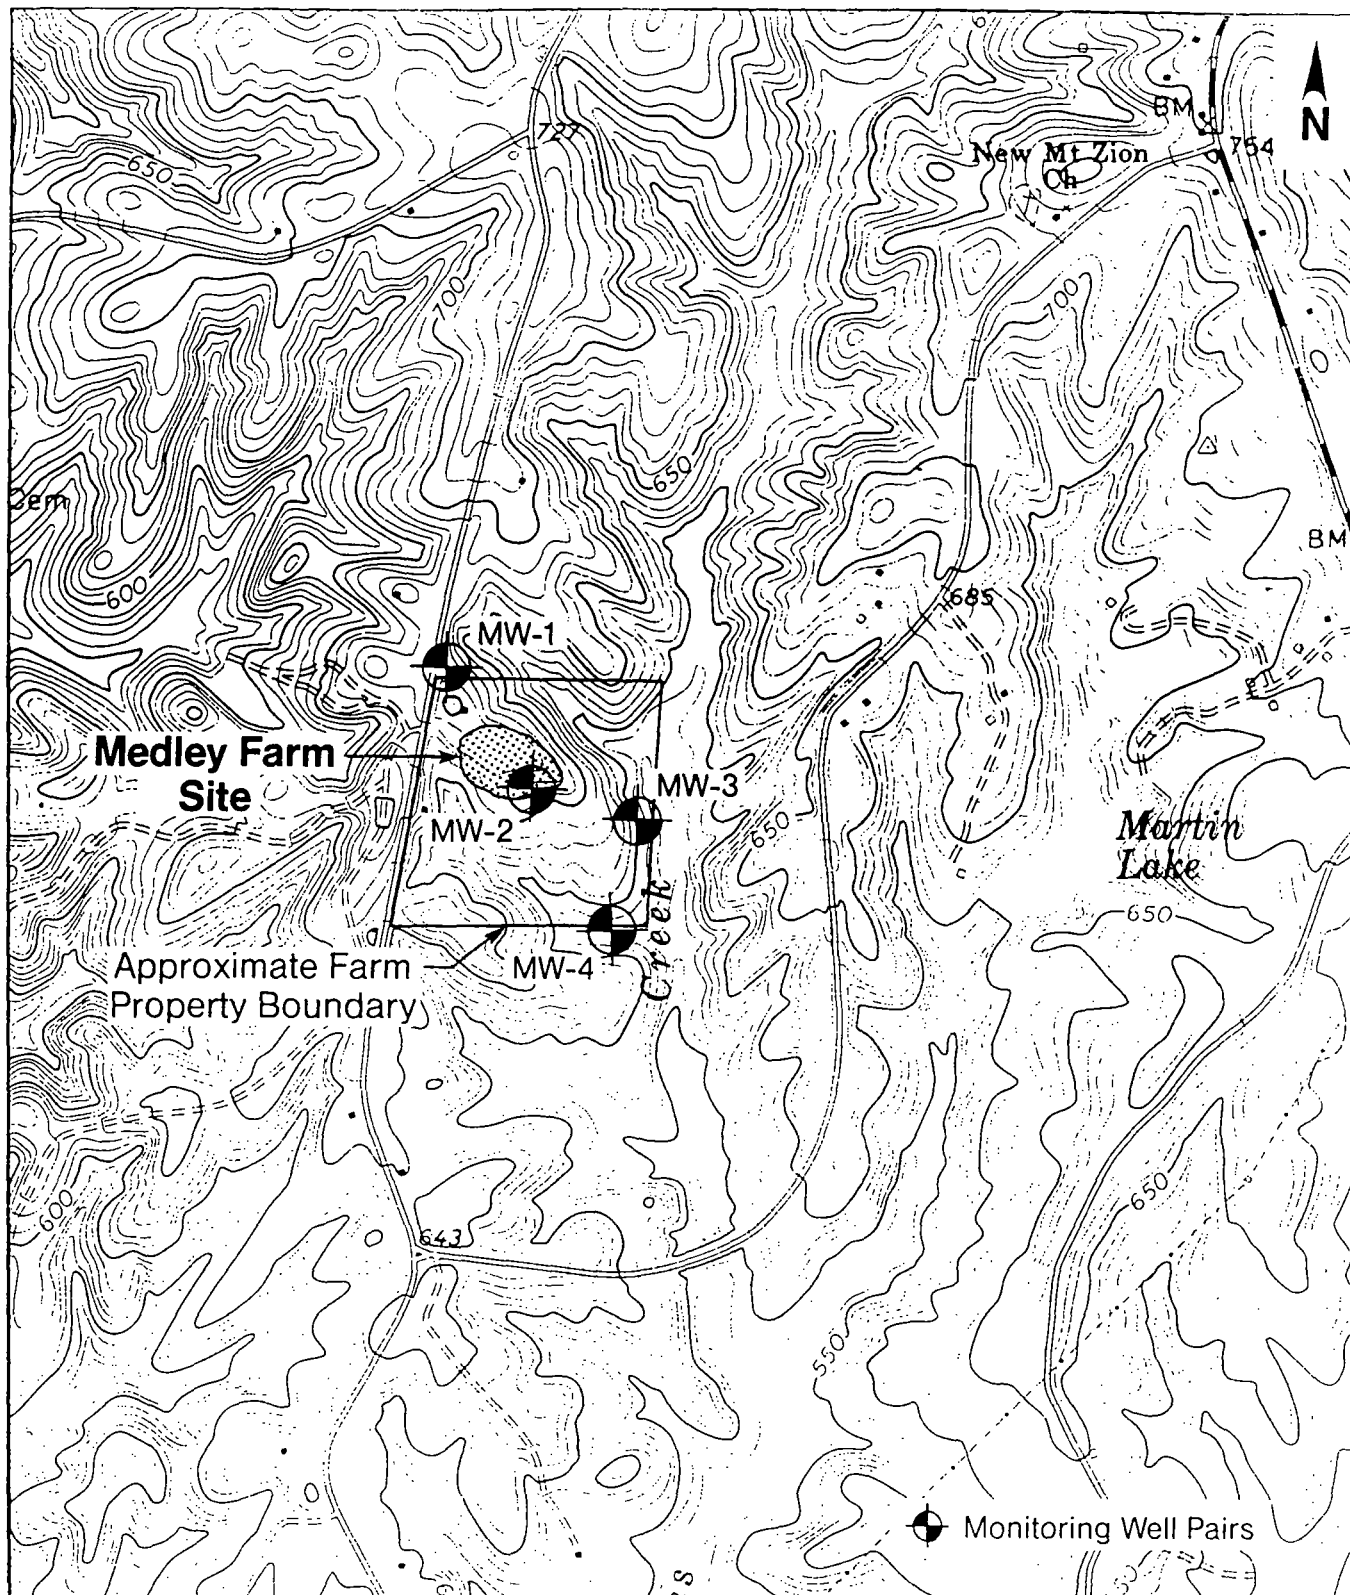 N
BM
727
754
New Mt Zion
Ch
650
700
700
650
Cem
BM
600
685
MW-1
Medley Farm
Site
MW-3
MW-2
650
Martin
Lake
650
Creek
Approximate Farm
Property Boundary
MW-4
600
650
643
550
Monitoring Well Pairs